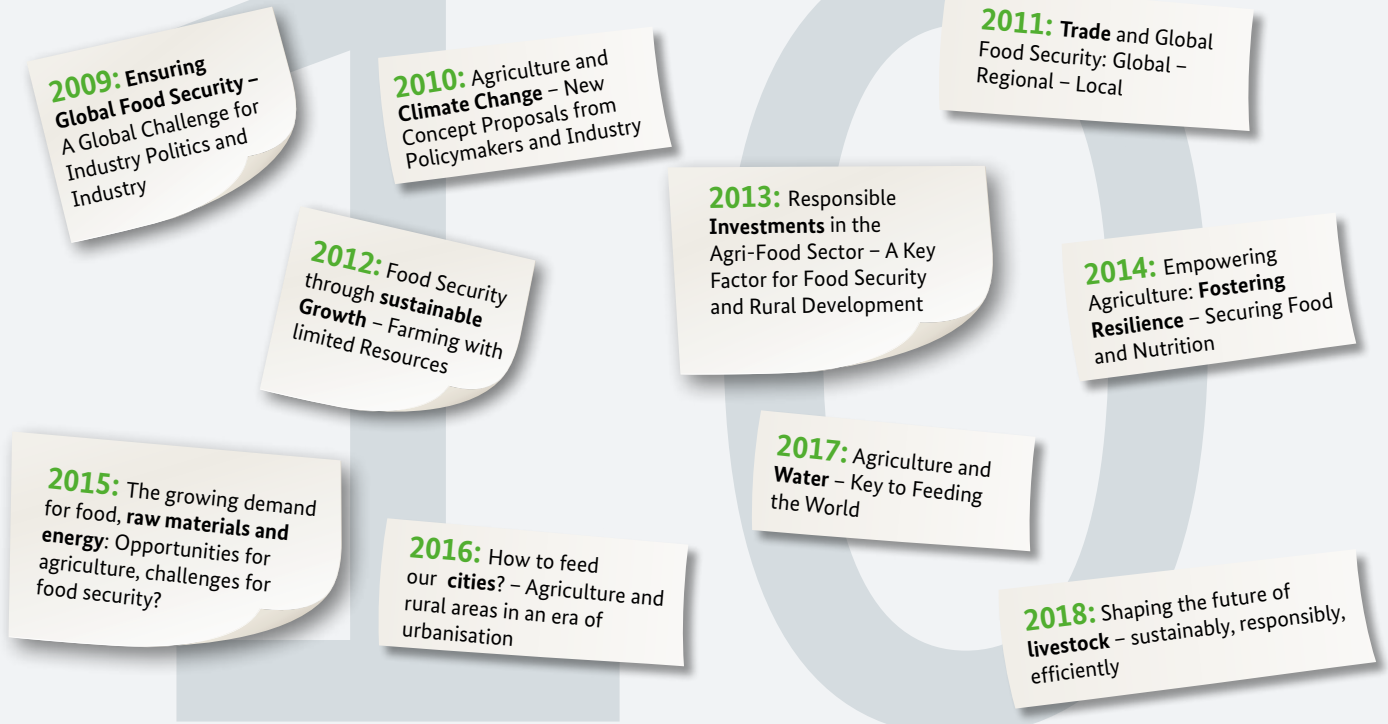 2009: Ensuring
Global Food Security –
A Global Challenge for
Industry Politics and
Industry
2010: Agriculture and
Climate Change – New
Concept Proposals from
Policymakers and Industry
2011: Trade and Global
Food Security: Global –
Regional – Local
2012: Food Security
through sustainable
Growth – Farming with
limited Resources
2013: Responsible
Investments in the
Agri-Food Sector – A Key
Factor for Food Security
and Rural Development
2014: Empowering
Agriculture: Fostering
Resilience – Securing Food
and Nutrition
2015: The growing demand
for food, raw materials and
energy: Opportunities for
agriculture, challenges for
food security?
2016: How to feed
our cities? – Agriculture and
rural areas in an era of
urbanisation
2017: Agriculture and
Water – Key to Feeding
the World
2018: Shaping the future of
livestock – sustainably, responsibly,
efficiently
10